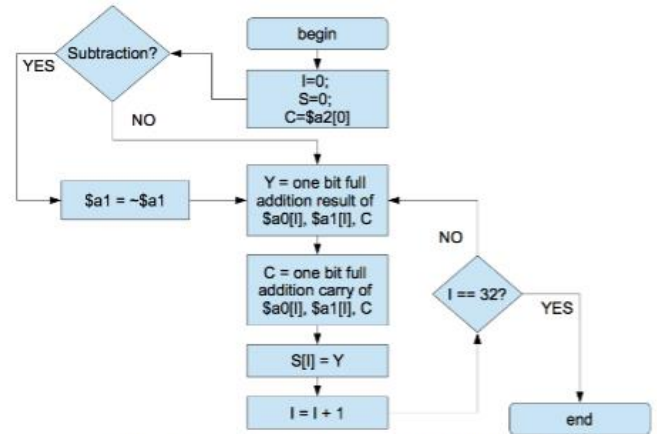 begin
I=0;
S=0;
C=$a2[0]
Subtraction?
YES
NO
$a1 = ~$a1
Y = one bit full
addition result of
$a0[I], $a1[I], C
C = one bit full
addition carry of
$a0[I], $a1[I], C
S[I] = Y
I = I + 1
I == 32?
NO
YES
end